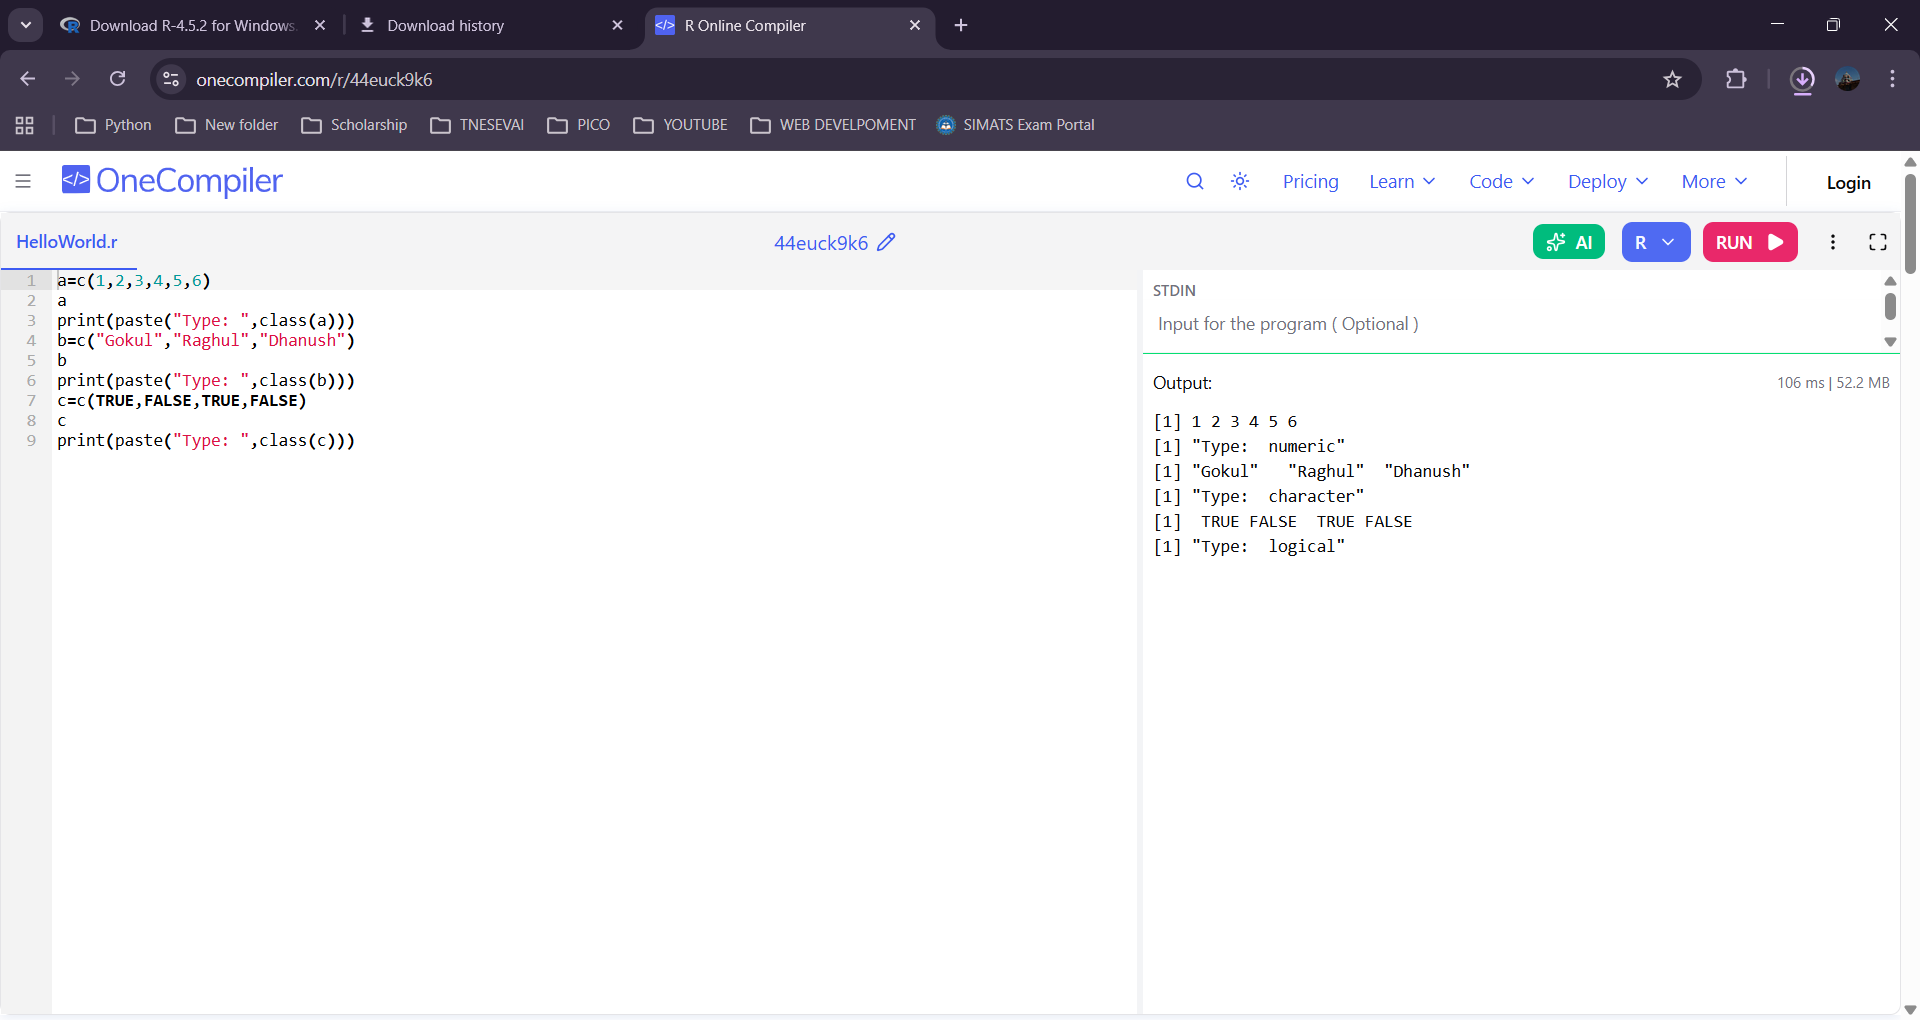 Download R-4.5.2 for Windows.
Download history
R Online Compiler
onecompiler.com/r/44euck9k6
Python
New folder
Scholarship
TNESEVAI
PICO
YOUTUBE
WEB DEVELPOMENT
SIMATS Exam Portal
OneCompiler
Pricing
Learn
Code
Deploy
More
Login
HelloWorld.r
44euck9k6
AI
R
RUN
1 a=c(1,2,3,4,5,6)
2 a
3 print(paste("Type: ",class(a)))
4 b=c("Gokul","Raghul","Dhanush")
5 b
6 print(paste("Type: ",class(b)))
7 c=c(TRUE,FALSE,TRUE,FALSE)
8 c
9 print(paste("Type: ",class(c)))
STDIN
Input for the program ( Optional )
Output:
106 ms | 52.2 MB
[1] 1 2 3 4 5 6
[1] "Type:  numeric"
[1] "Gokul"   "Raghul"  "Dhanush"
[1] "Type:  character"
[1]  TRUE FALSE  TRUE FALSE
[1] "Type:  logical"